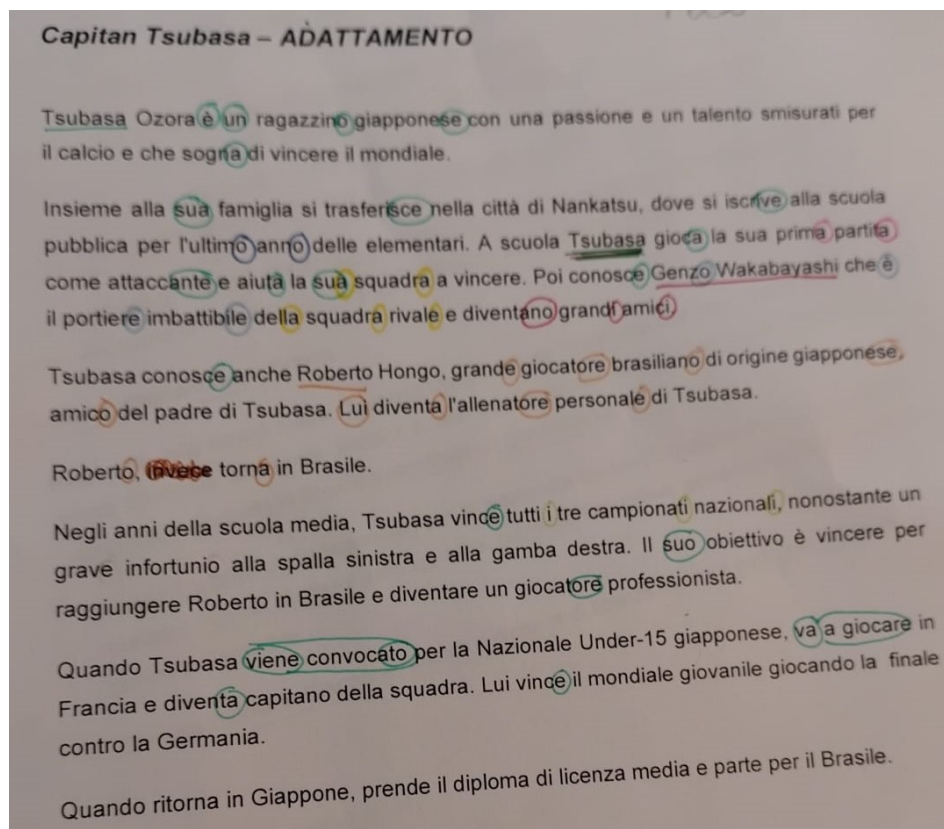 Capitan Tsubasa – ADATTAMENTO
Tsubasa Ozora è un ragazzino giapponese con una passione e un talento smisurati per
il calcio e che sogna di vincere il mondiale.
Insieme alla sua famiglia si trasferisce nella città di Nankatsu, dove si iscrive alla scuola
pubblica per l'ultimo anno delle elementari. A scuola Tsubasa gioca la sua prima partita
come attaccante e aiuta la sua squadra a vincere. Poi conosce Genzo Wakabayashi che è
il portiere imbattibile della squadra rivale e diventano grandi amici.
Tsubasa conosce anche Roberto Hongo, grande giocatore brasiliano di origine giapponese,
amico del padre di Tsubasa. Lui diventa l'allenatore personale di Tsubasa.
Roberto, invece torna in Brasile.
Negli anni della scuola media, Tsubasa vince tutti i tre campionati nazionali, nonostante un
grave infortunio alla spalla sinistra e alla gamba destra. Il suo obiettivo è vincere per
raggiungere Roberto in Brasile e diventare un giocatore professionista.
Quando Tsubasa viene convocato per la Nazionale Under-15 giapponese, va a giocare in
Francia e diventa capitano della squadra. Lui vince il mondiale giovanile giocando la finale
contro la Germania.
Quando ritorna in Giappone, prende il diploma di licenza media e parte per il Brasile.